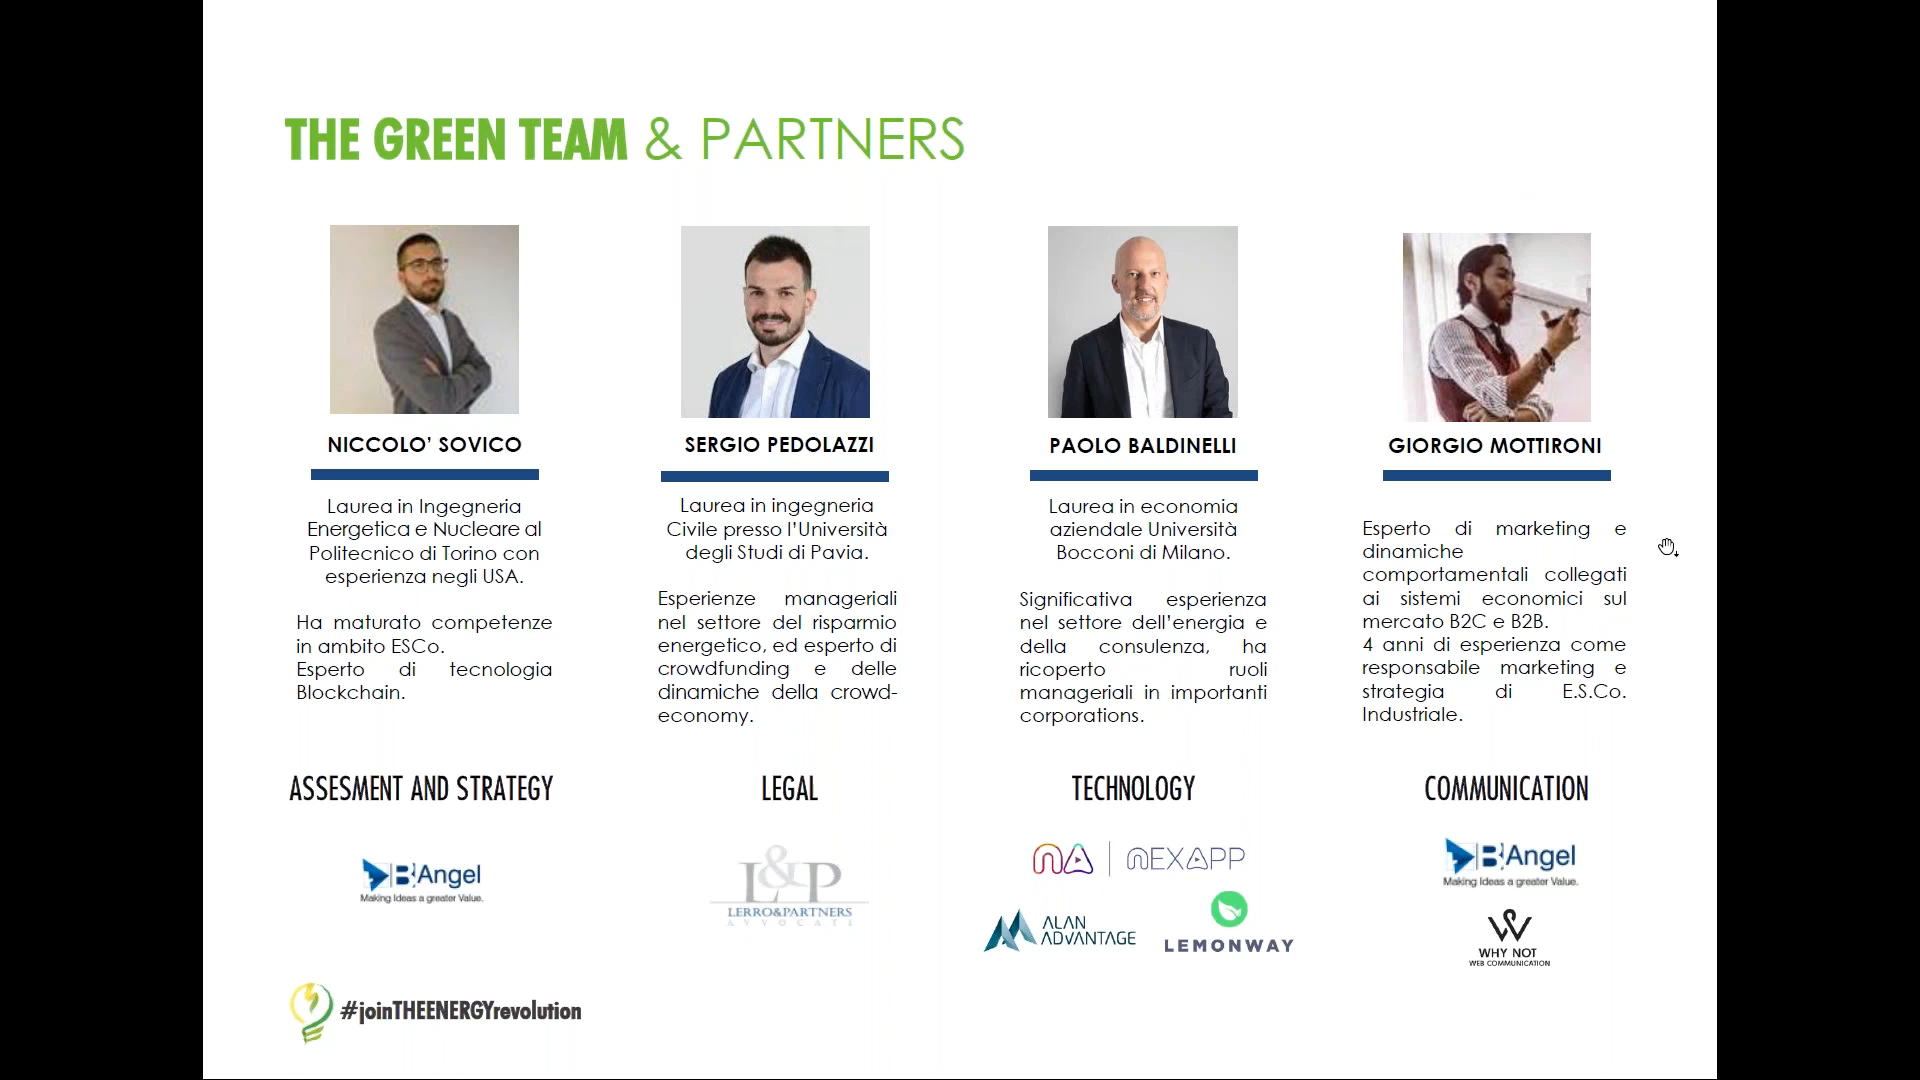 THE GREEN TEAM & PARTNERS
NICCOLO’ SOVICO
Laurea in Ingegneria
Energetica e Nucleare al
Politecnico di Torino con
esperienza negli USA.
Ha maturato competenze
in ambito ESCo.
Esperto di tecnologia
Blockchain.
SERGIO PEDOLAZZI
Laurea in ingegneria
Civile presso l’Università
degli Studi di Pavia.
Esperienze manageriali
nel settore del risparmio
energetico, ed esperto di
crowdfunding e delle
dinamiche della crowd-
economy.
PAOLO BALDINELLI
Laurea in economia
aziendale Università
Bocconi di Milano.
Significativa esperienza
nel settore dell’energia e
della consulenza, ha
ricoperto ruoli
manageriali in importanti
corporations.
GIORGIO MOTTIRONI
Esperto di marketing e
dinamiche
comportamentali collegati
ai sistemi economici sul
mercato B2C e B2B.
4 anni di esperienza come
responsabile marketing e
strategia di E.S.Co.
Industriale.
ASSESMENT AND STRATEGY
B Angel
Making Ideas a greater Value.
LEGAL
L&P
LERRO&PARTNERS
AVVOCATI
TECHNOLOGY
NA | NEXAPP
ALAN
ADVANTAGE
LEMONWAY
COMMUNICATION
B Angel
Making Ideas a greater Value.
W
WHY NOT
WEB COMMUNICATION
#joinTHEENERGYrevolution